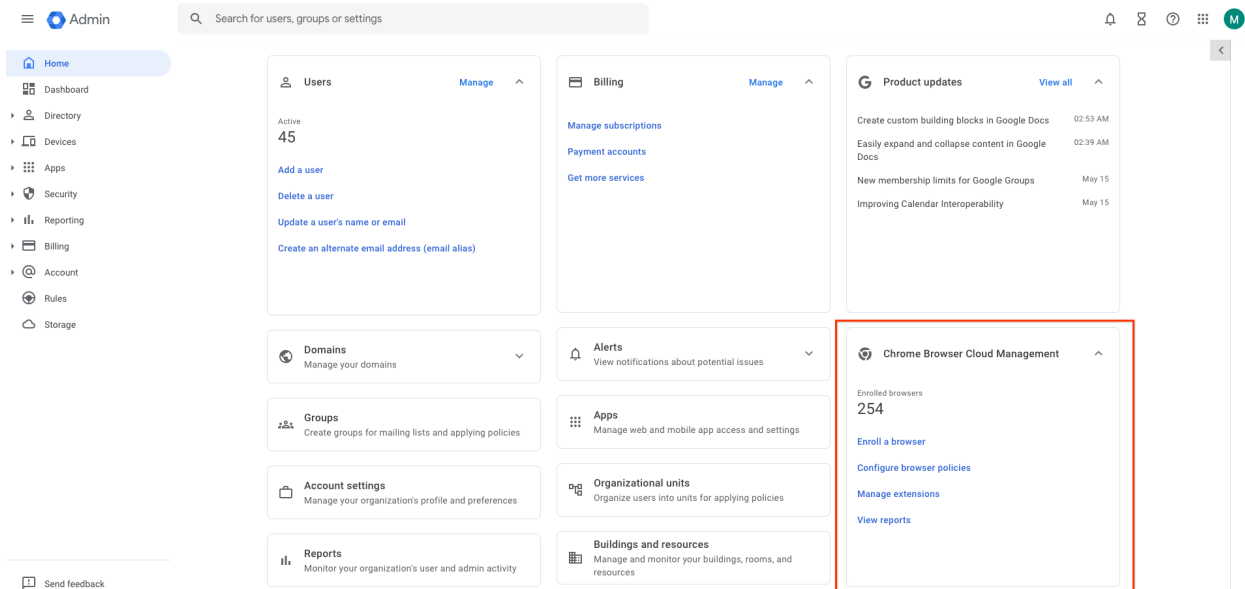 Admin
Search for users, groups or settings
M
Home
Dashboard
Directory
Devices
Apps
Security
Reporting
Billing
Account
Rules
Storage
Send feedback
Users
Manage
Active
45
Add a user
Delete a user
Update a user's name or email
Create an alternate email address (email alias)
Billing
Manage
Manage subscriptions
Payment accounts
Get more services
Product updates
View all
Create custom building blocks in Google Docs 02:53 AM
Easily expand and collapse content in Google 02:39 AM
Docs
New membership limits for Google Groups May 15
Improving Calendar Interoperability May 15
Domains
Manage your domains
Groups
Create groups for mailing lists and applying policies
Account settings
Manage your organization's profile and preferences
Reports
Monitor your organization's user and admin activity
Alerts
View notifications about potential issues
Apps
Manage web and mobile app access and settings
Organizational units
Organize users into units for applying policies
Buildings and resources
Manage and monitor your buildings, rooms, and
resources
Chrome Browser Cloud Management
Enrolled browsers
254
Enroll a browser
Configure browser policies
Manage extensions
View reports